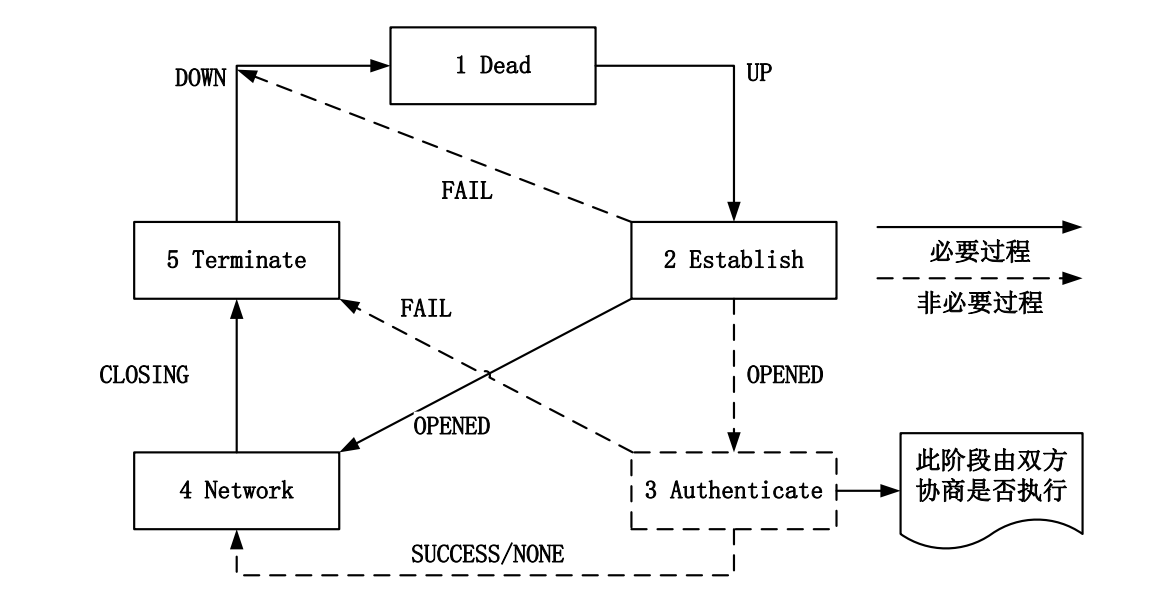 1 Dead
DOWN
UP
FAIL
5 Terminate
2 Establish
必要过程
非必要过程
FAIL
CLOSING
OPENED
OPENED
4 Network
3 Authenticate
此阶段由双方
协商是否执行
SUCCESS/NONE